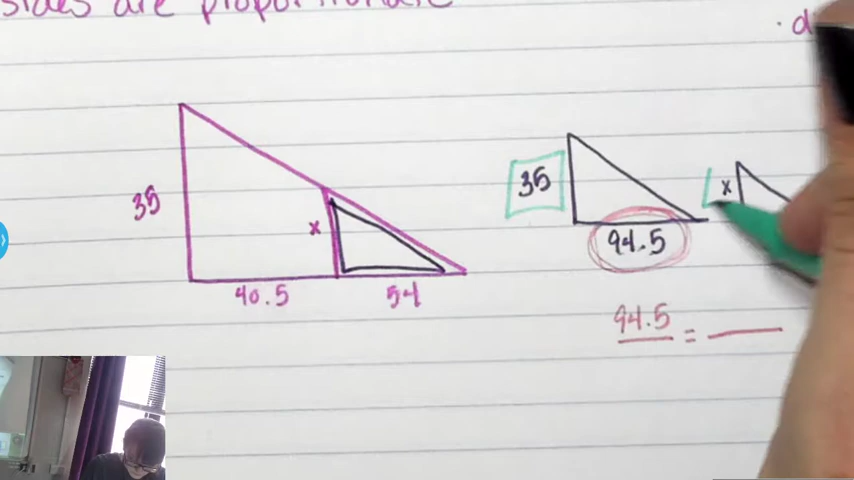 sides are proportionate
· d
35
x
40.5
54
35
94.5
x
94.5 =